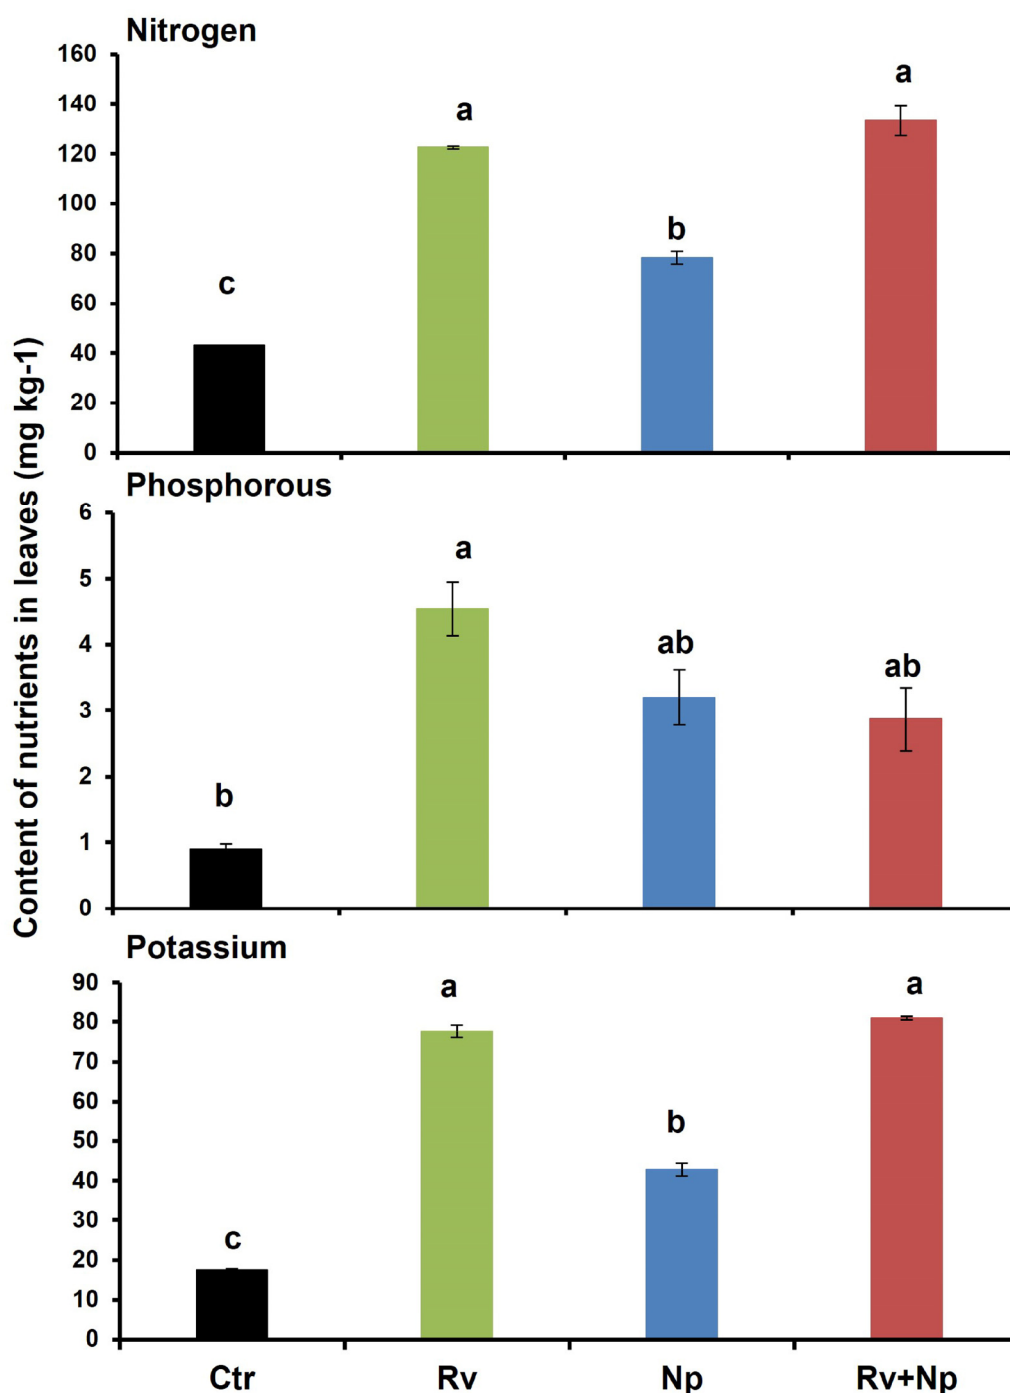 Nitrogen
160
140
120
100
80
60
40
20
0
c
a
b
a
Content of nutrients in leaves (mg kg-1)
Phosphorous
6
5
4
3
2
1
0
b
a
ab
ab
Potassium
90
80
70
60
50
40
30
20
10
0
c
a
b
a
Ctr Rv Np Rv+Np